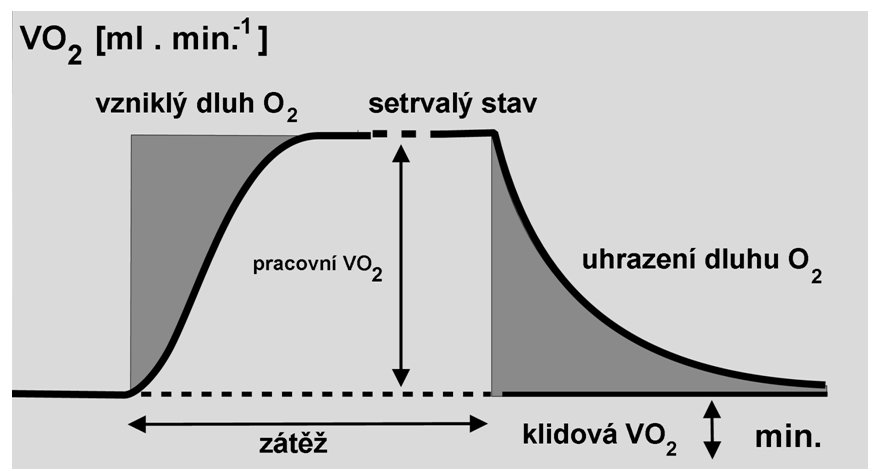 VO₂ [ml . min.⁻¹ ]
vzniklý dluh O₂
setrvalý stav
pracovní VO₂
uhrazení dluhu O₂
zátěž
klidová VO₂
min.